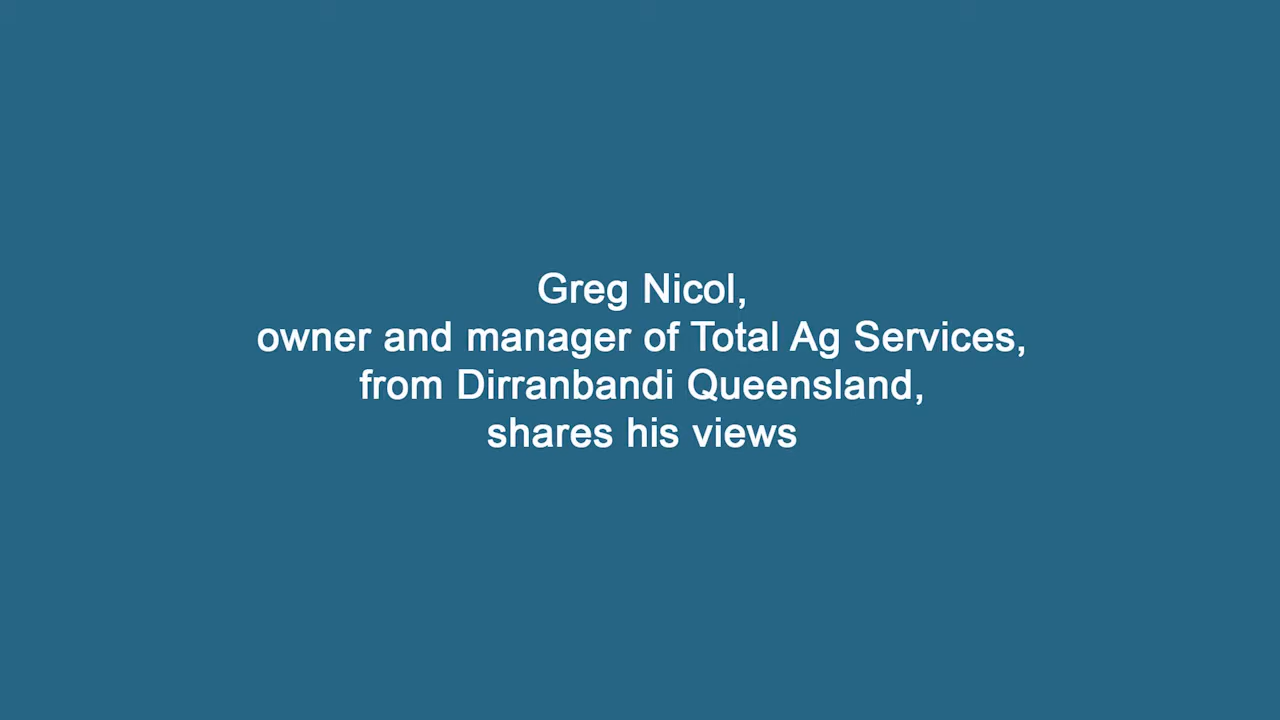 Greg Nicol,
owner and manager of Total Ag Services,
from Dirranbandi Queensland,
shares his views